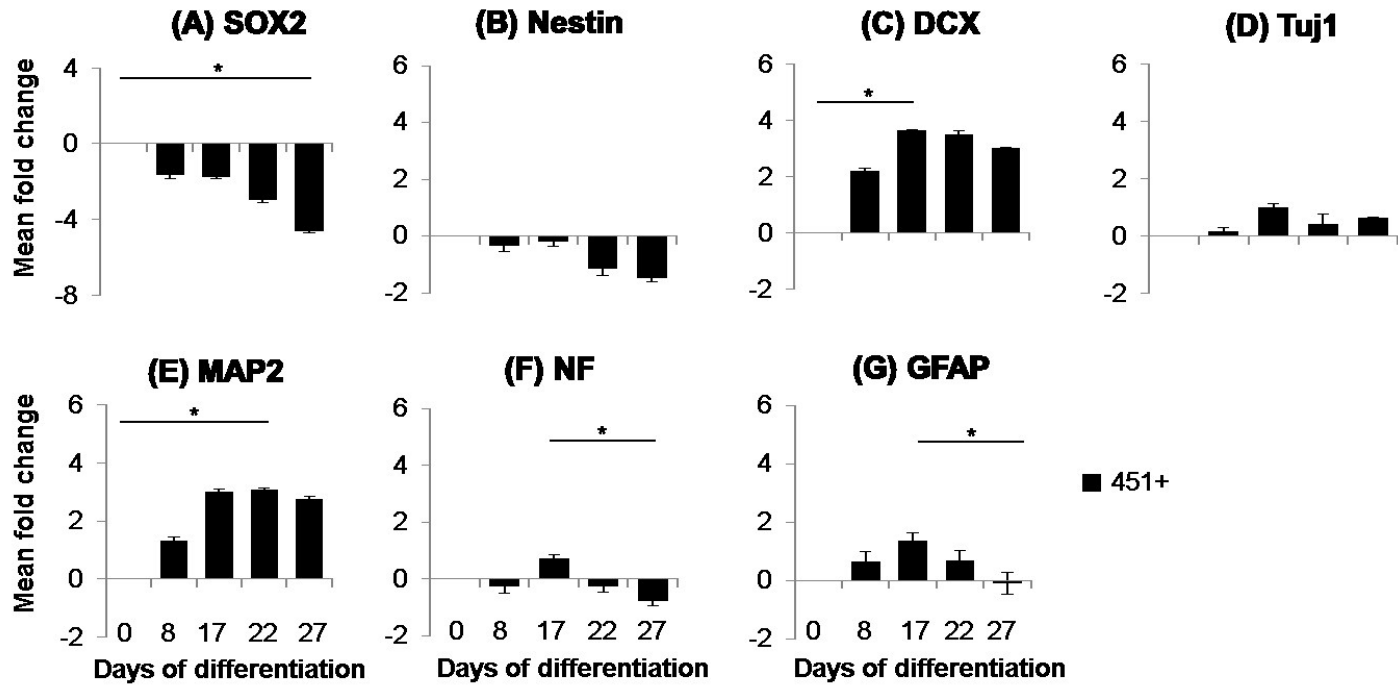 (A) SOX2
(B) Nestin
(C) DCX
(D) Tuj1
Mean fold change
4
0
-4
-8
*
6
4
2
0
-2
6
4
2
0
-2
*
6
4
2
0
-2
(E) MAP2
(F) NF
(G) GFAP
Mean fold change
6
4
2
0
-2
*
0 8 17 22 27
Days of differentiation
6
4
2
0
-2
*
0 8 17 22 27
Days of differentiation
6
4
2
0
-2
*
0 8 17 22 27
Days of differentiation
451+